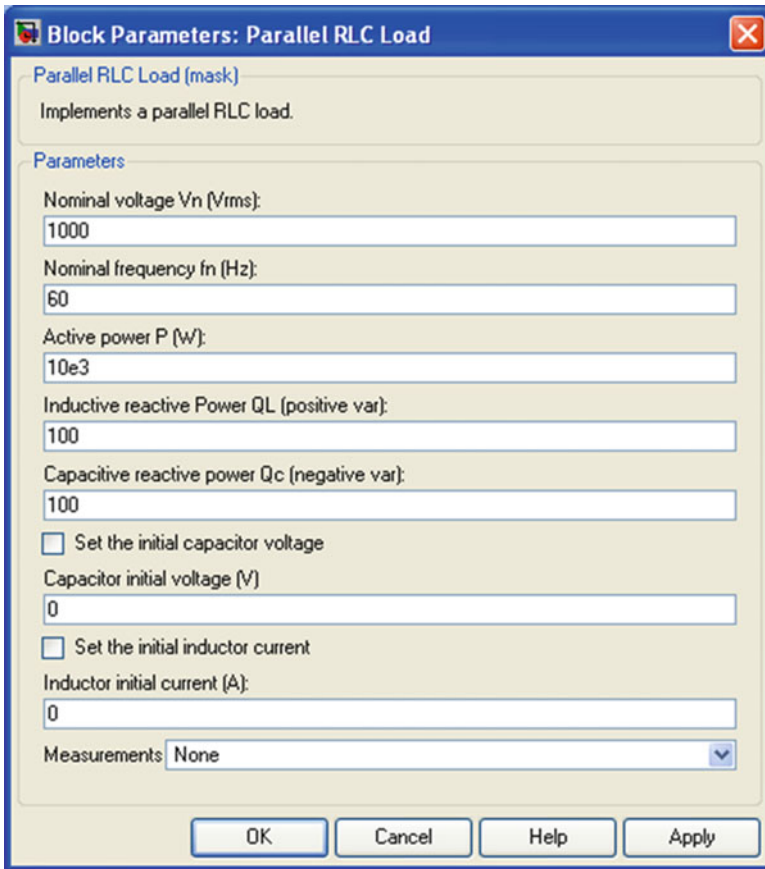 Block Parameters: Parallel RLC Load
Parallel RLC Load (mask)
Implements a parallel RLC load.
Parameters
Nominal voltage Vn (Vrms):
1000
Nominal frequency fn (Hz):
60
Active power P (W):
10e3
Inductive reactive Power QL (positive var):
100
Capacitive reactive power Qc (negative var):
100
Set the initial capacitor voltage
Capacitor initial voltage (V)
0
Set the initial inductor current
Inductor initial current (A):
0
Measurements None
OK Cancel Help Apply